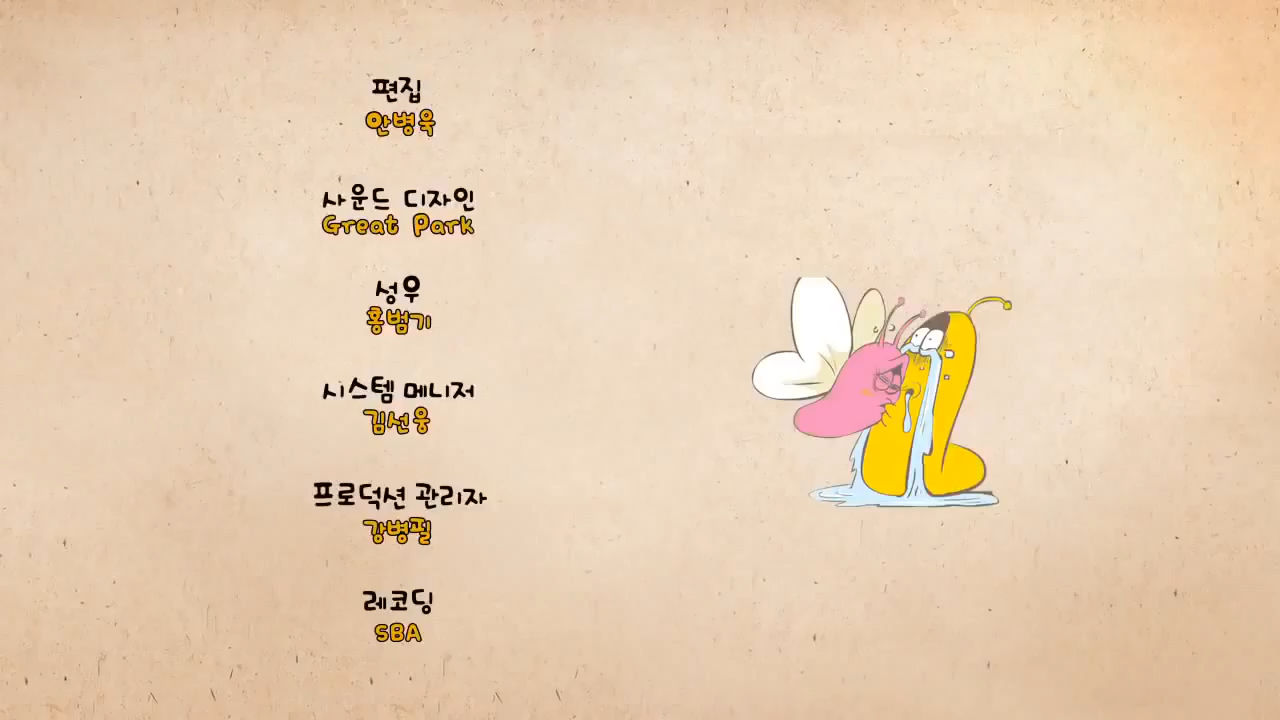 편집
안병욱
사운드 디자인
Great Park
성우
홍범기
시스템 메니저
김선웅
프로덕션 관리자
강병필
레코딩
SBA